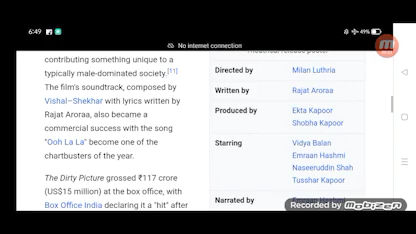 6:49
49%
No internet connection
contributing something unique to a
typically male-dominated society.[11]
The film's soundtrack, composed by
Vishal–Shekhar with lyrics written by
Rajat Aroraa, also became a
commercial success with the song
"Ooh La La" become one of the
chartbusters of the year.
The Dirty Picture grossed ₹117 crore
(US$15 million) at the box office, with
Box Office India declaring it a "hit" after
Theatrical release poster
Directed by Milan Luthria
Written by Rajat Aroraa
Produced by Ekta Kapoor
Shobha Kapoor
Starring Vidya Balan
Emraan Hashmi
Naseeruddin Shah
Tusshar Kapoor
Narrated by
Recorded by Mobizen